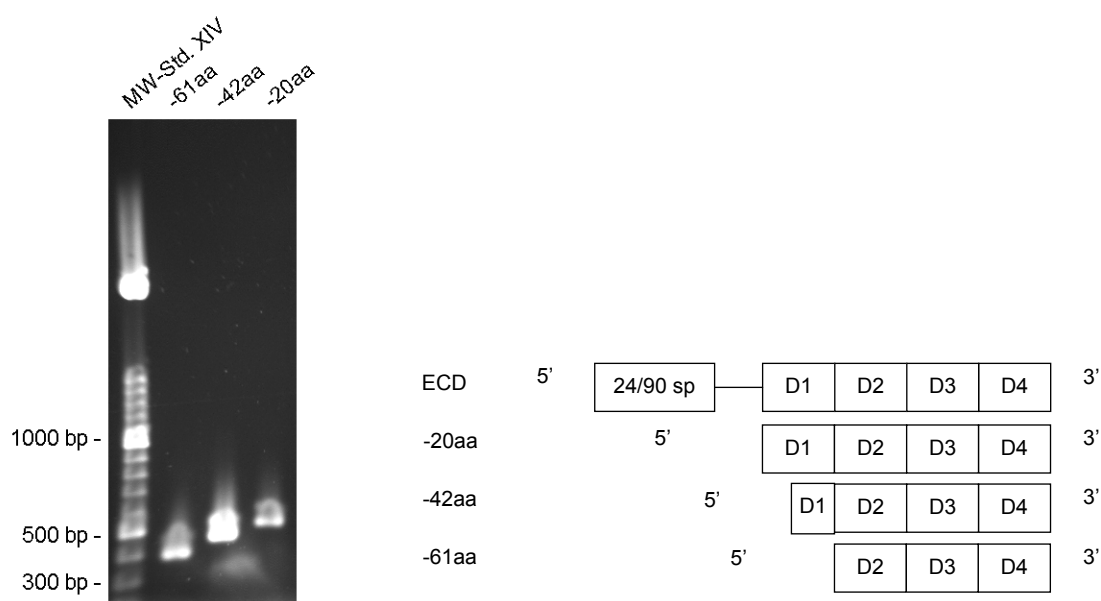 MW-Std. XIV
-61aa
-42aa
-20aa
1000 bp -
500 bp -
300 bp -
ECD 5’ 24/90 sp D1 D2 D3 D4 3’
-20aa 5’ D1 D2 D3 D4 3’
-42aa 5’ D1 D2 D3 D4 3’
-61aa 5’ D2 D3 D4 3’